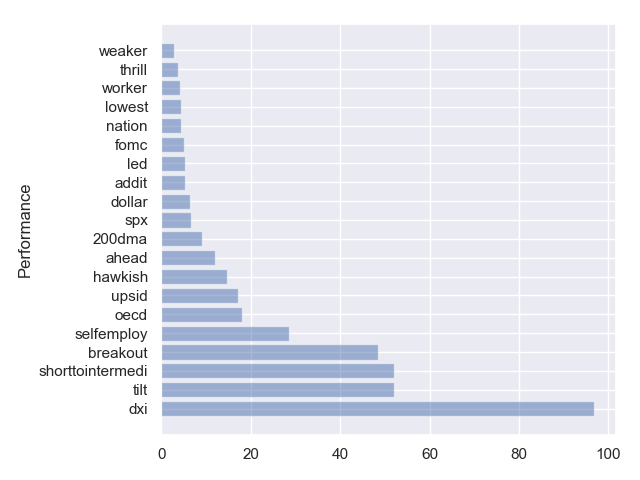 weaker
thrill
worker
lowest
nation
fomc
led
addit
dollar
spx
200dma
ahead
hawkish
upsid
oecd
selfemploy
breakout
shorttointermedi
tilt
dxi
Performance
0 20 40 60 80 100